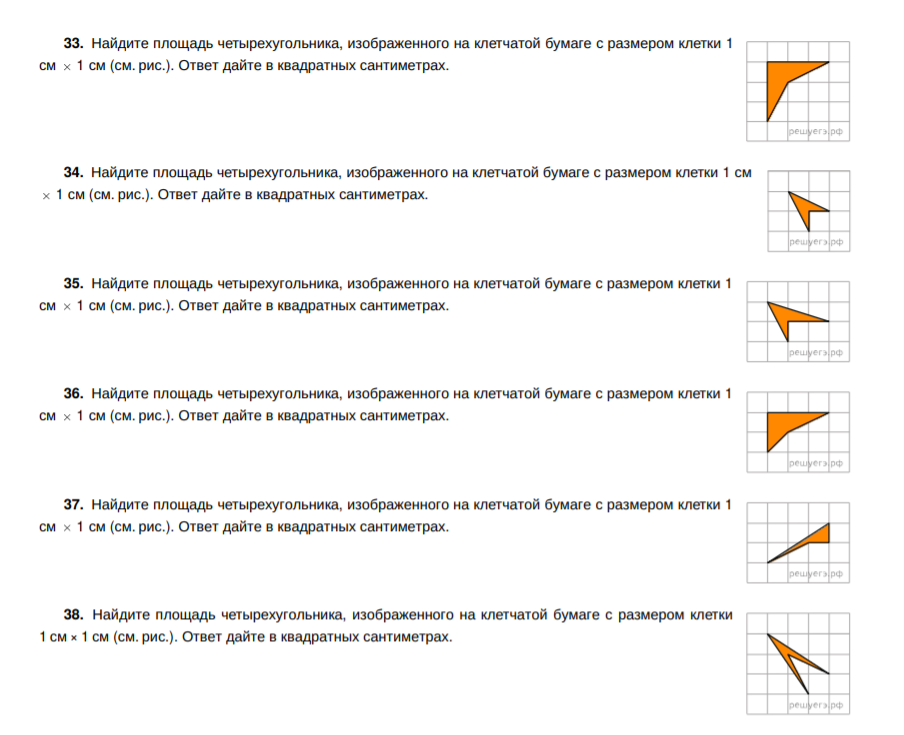 33. Найдите площадь четырехугольника, изображенного на клетчатой бумаге с размером клетки 1
см × 1 см (см. рис.). Ответ дайте в квадратных сантиметрах.
решуегэ.рф
34. Найдите площадь четырехугольника, изображенного на клетчатой бумаге с размером клетки 1 см
× 1 см (см. рис.). Ответ дайте в квадратных сантиметрах.
решуегэ.рф
35. Найдите площадь четырехугольника, изображенного на клетчатой бумаге с размером клетки 1
см × 1 см (см. рис.). Ответ дайте в квадратных сантиметрах.
решуегэ.рф
36. Найдите площадь четырехугольника, изображенного на клетчатой бумаге с размером клетки 1
см × 1 см (см. рис.). Ответ дайте в квадратных сантиметрах.
решуегэ.рф
37. Найдите площадь четырехугольника, изображенного на клетчатой бумаге с размером клетки 1
см × 1 см (см. рис.). Ответ дайте в квадратных сантиметрах.
решуегэ.рф
38. Найдите площадь четырехугольника, изображенного на клетчатой бумаге с размером клетки
1 см × 1 см (см. рис.). Ответ дайте в квадратных сантиметрах.
решуегэ.рф